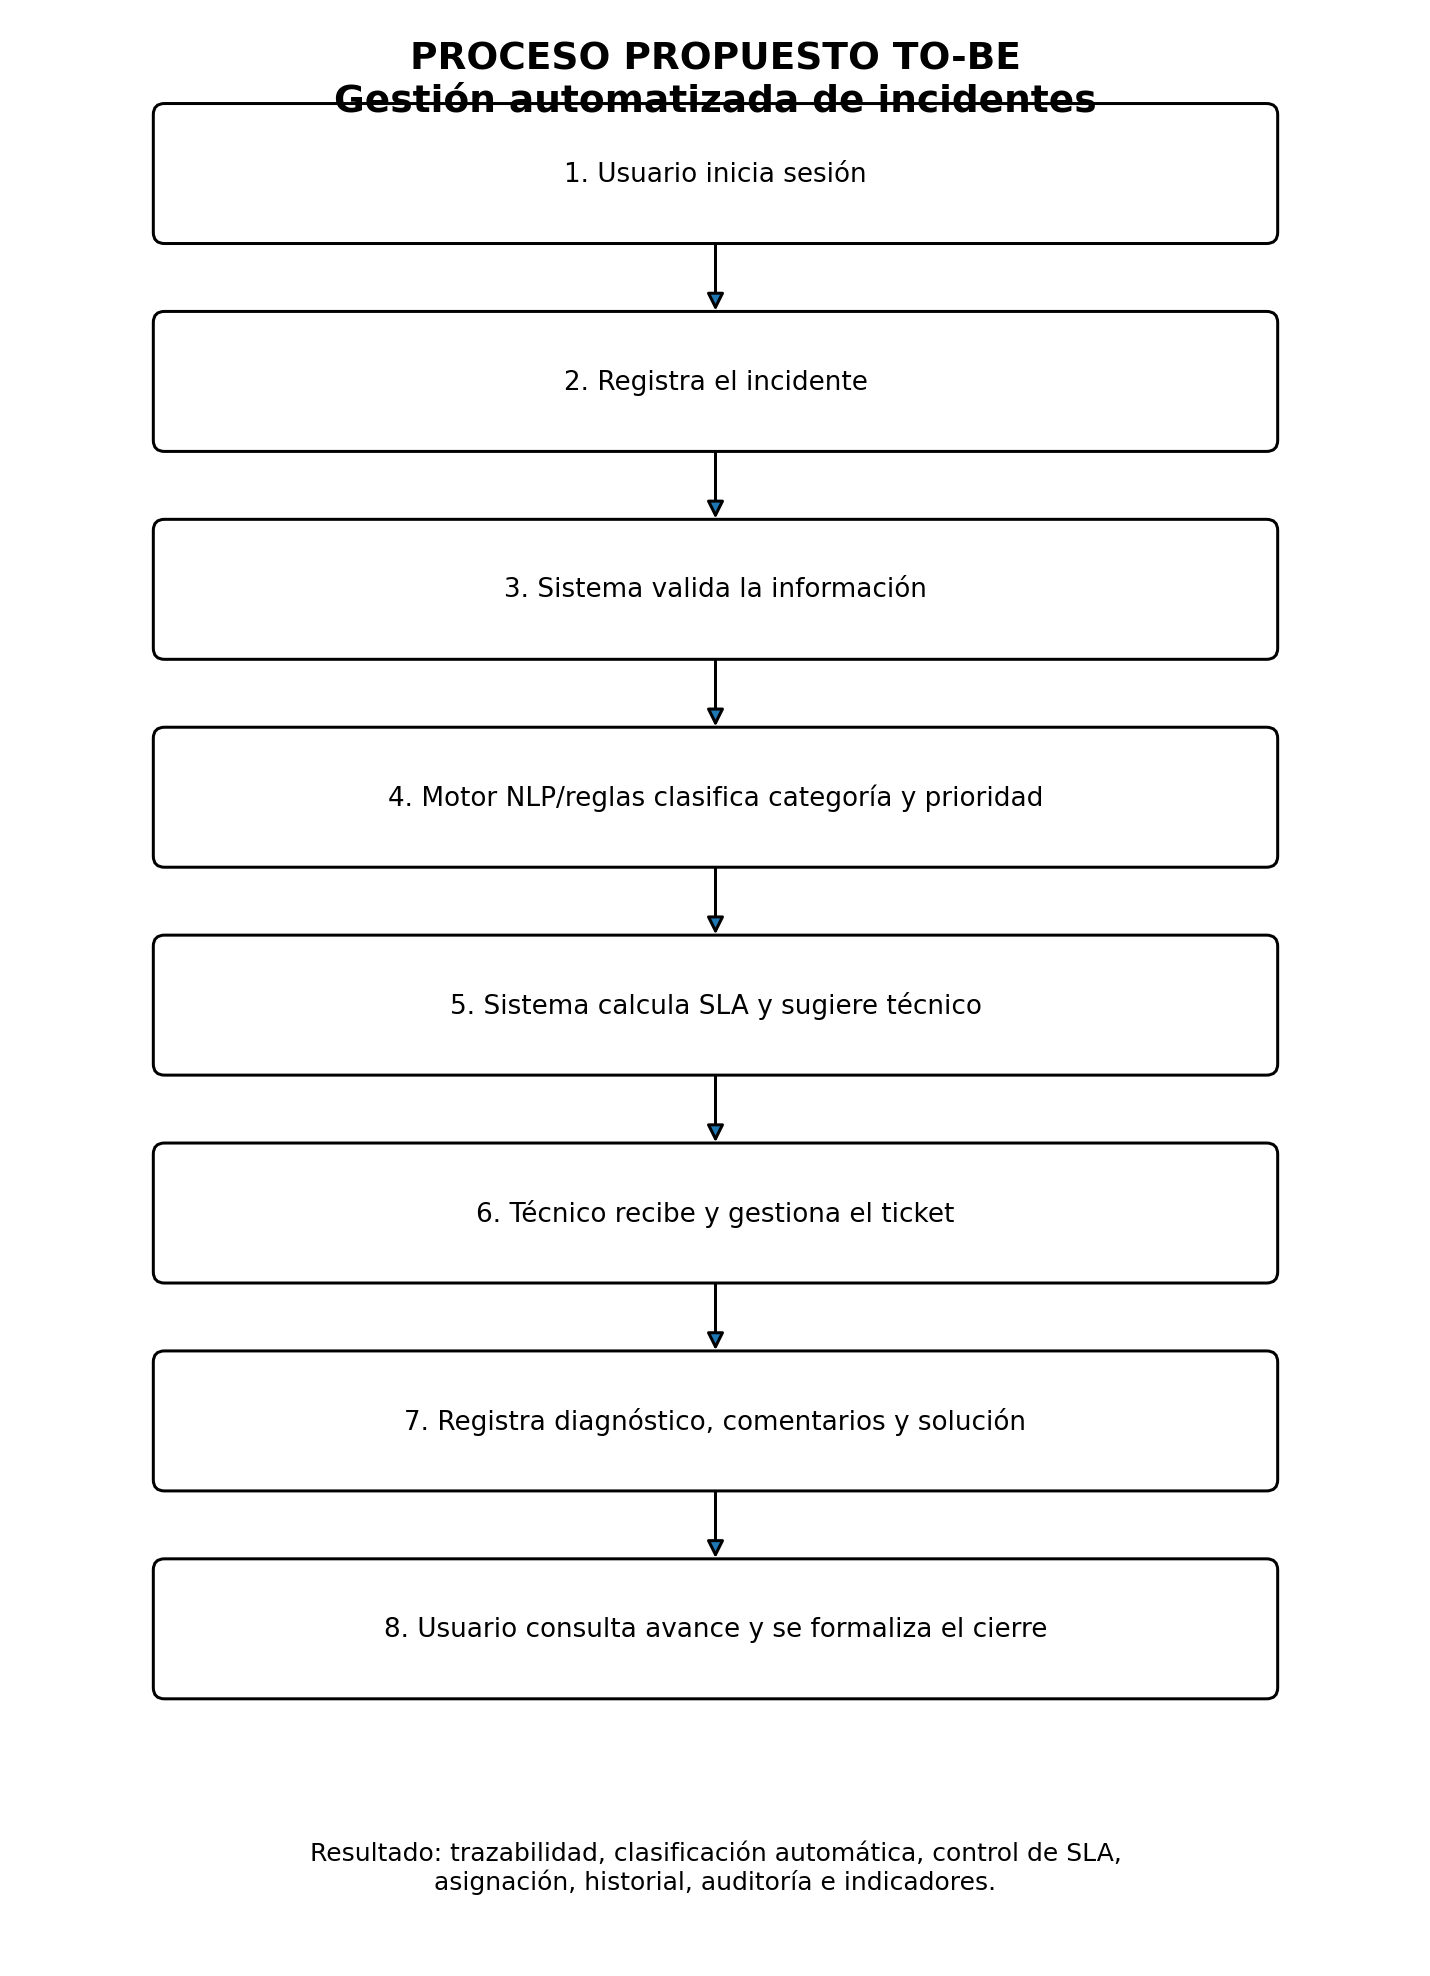 PROCESO PROPUESTO TO-BE
Gestión automatizada de incidentes
1. Usuario inicia sesión
2. Registra el incidente
3. Sistema valida la información
4. Motor NLP/reglas clasifica categoría y prioridad
5. Sistema calcula SLA y sugiere técnico
6. Técnico recibe y gestiona el ticket
7. Registra diagnóstico, comentarios y solución
8. Usuario consulta avance y se formaliza el cierre
Resultado: trazabilidad, clasificación automática, control de SLA,
asignación, historial, auditoría e indicadores.